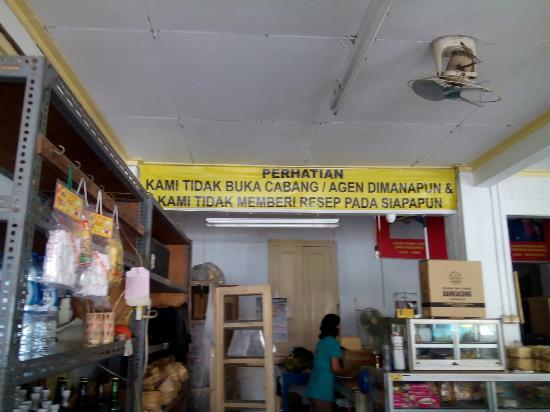 PERHATIAN
KAMI TIDAK BUKA CABANG / AGEN DIMANAPUN &
KAMI TIDAK MEMBERI RESEP PADA SIAPAPUN